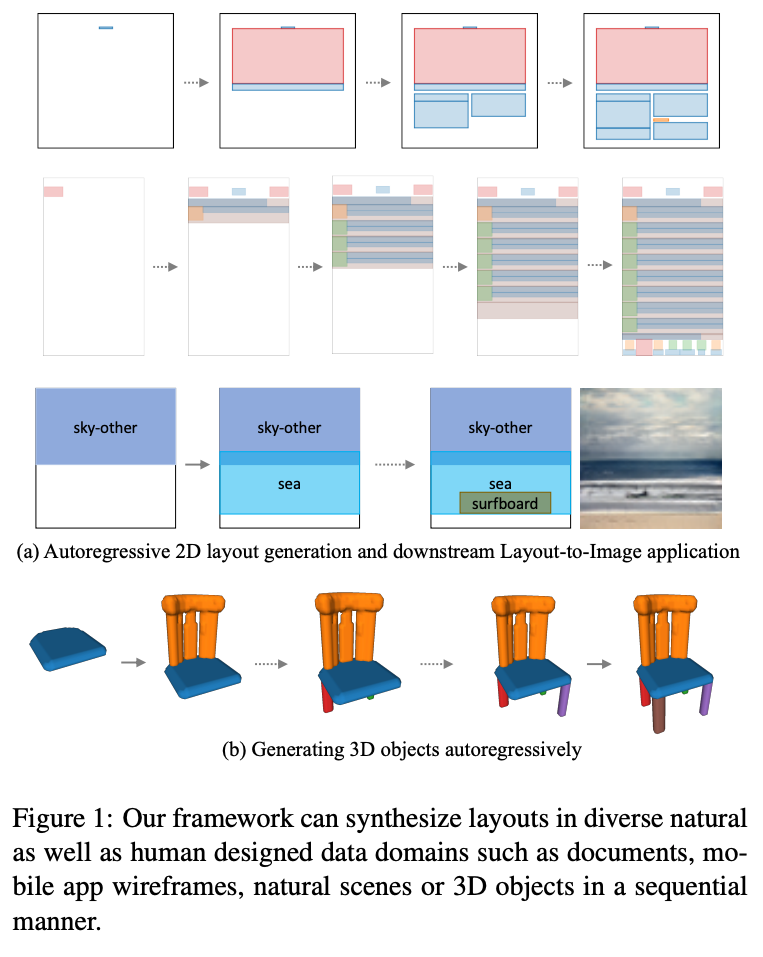 sky-other
sky-other
sea
sky-other
sea
surfboard
(a) Autoregressive 2D layout generation and downstream Layout-to-Image application
(b) Generating 3D objects autoregressively
Figure 1: Our framework can synthesize layouts in diverse natural
as well as human designed data domains such as documents, mo-
bile app wireframes, natural scenes or 3D objects in a sequential
manner.